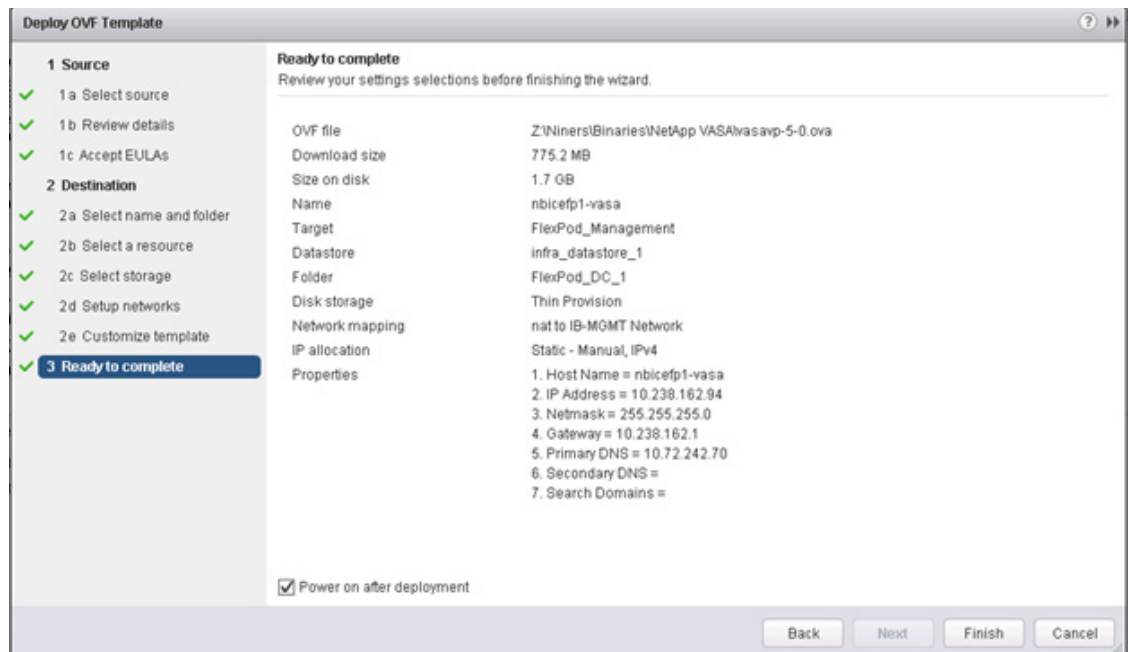 Deploy OVF Template
1 Source
1a Select source
1b Review details
1c Accept EULAs
2 Destination
2a Select name and folder
2b Select a resource
2c Select storage
2d Setup networks
2e Customize template
3 Ready to complete
Ready to complete
Review your settings selections before finishing the wizard.
OVF file Z:\Niners\Binaries\NetApp VASA\vasavp-5-0.ova
Download size 775.2 MB
Size on disk 1.7 GB
Name nbicefp1-vasa
Target FlexPod_Management
Datastore infra_datastore_1
Folder FlexPod_DC_1
Disk storage Thin Provision
Network mapping nat to IB-MGMT Network
IP allocation Static - Manual, IPv4
Properties 1. Host Name = nbicefp1-vasa
2. IP Address = 10.238.162.94
3. Netmask = 255.255.255.0
4. Gateway = 10.238.162.1
5. Primary DNS = 10.72.242.70
6. Secondary DNS =
7. Search Domains =
Power on after deployment
Back Next Finish Cancel